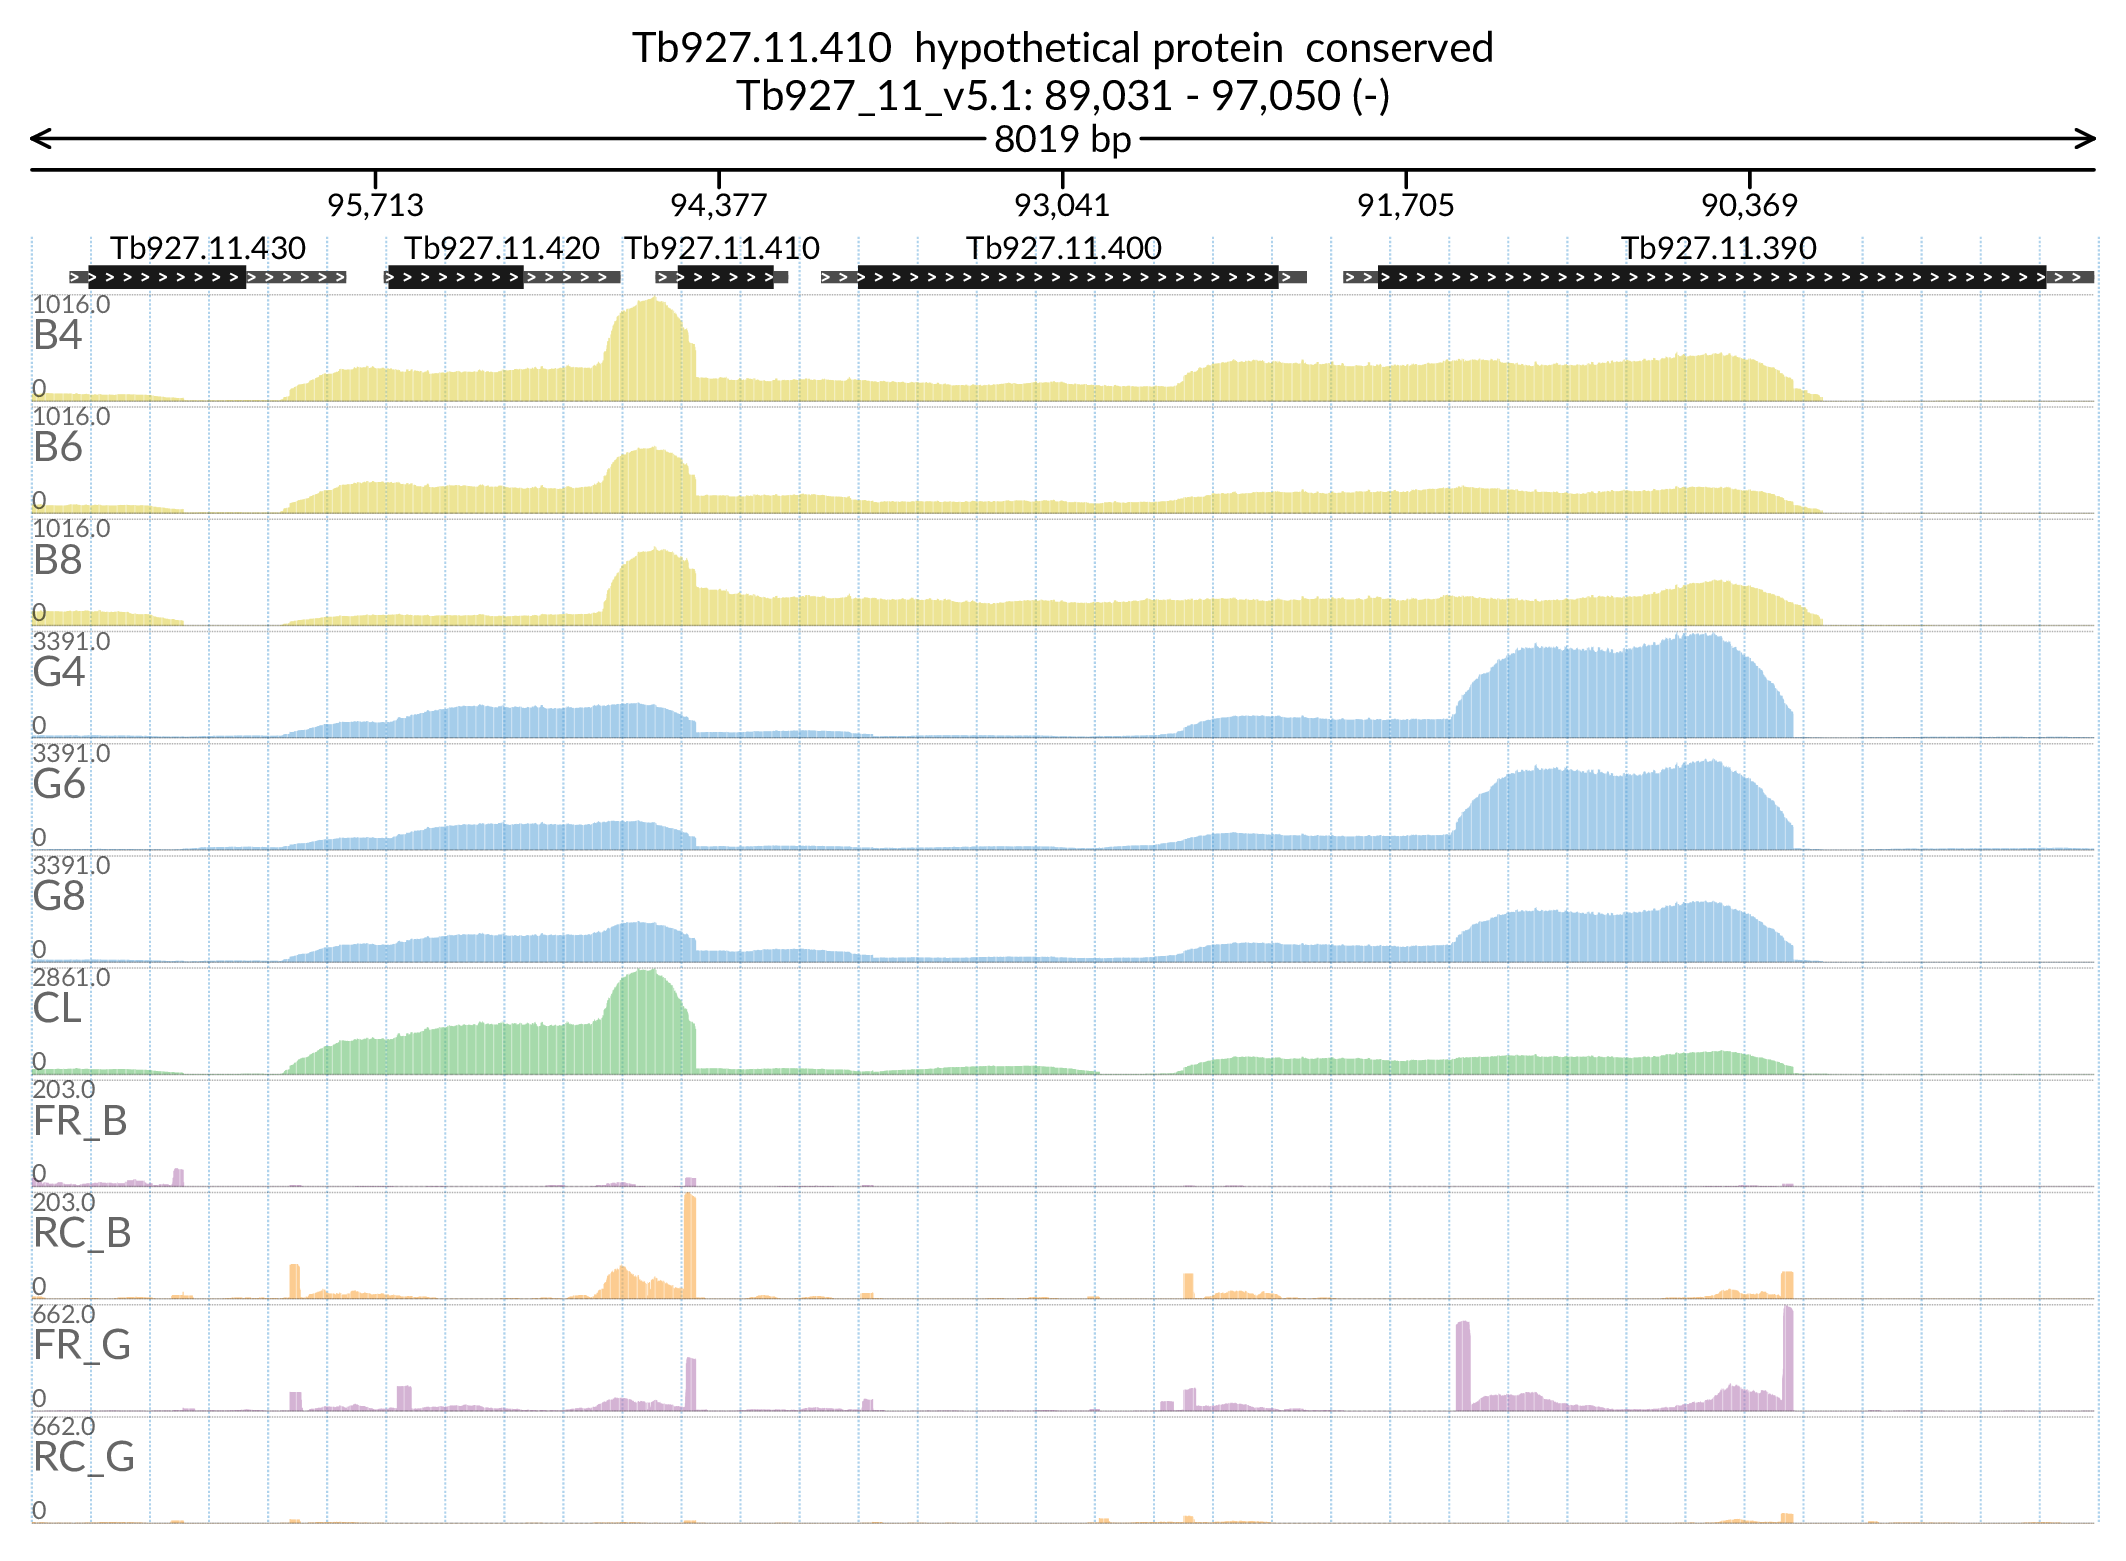 Tb927.11.410  hypothetical protein  conserved
Tb927_11_v5.1: 89,031 - 97,050 (-)
8019 bp
95,713 94,377 93,041 91,705 90,369
Tb927.11.430 Tb927.11.420 Tb927.11.410 Tb927.11.400 Tb927.11.390
1016.0
B4
0
1016.0
B6
0
1016.0
B8
0
3391.0
G4
0
3391.0
G6
0
3391.0
G8
0
2861.0
CL
0
203.0
FR_B
0
203.0
RC_B
0
662.0
FR_G
0
662.0
RC_G
0